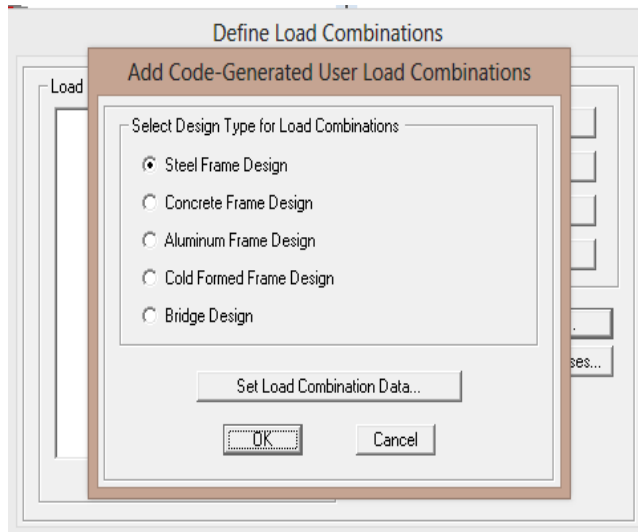 Define Load Combinations
Add Code-Generated User Load Combinations
Load
Select Design Type for Load Combinations
Steel Frame Design
Concrete Frame Design
Aluminum Frame Design
Cold Formed Frame Design
Bridge Design
ses...
Set Load Combination Data...
OK
Cancel